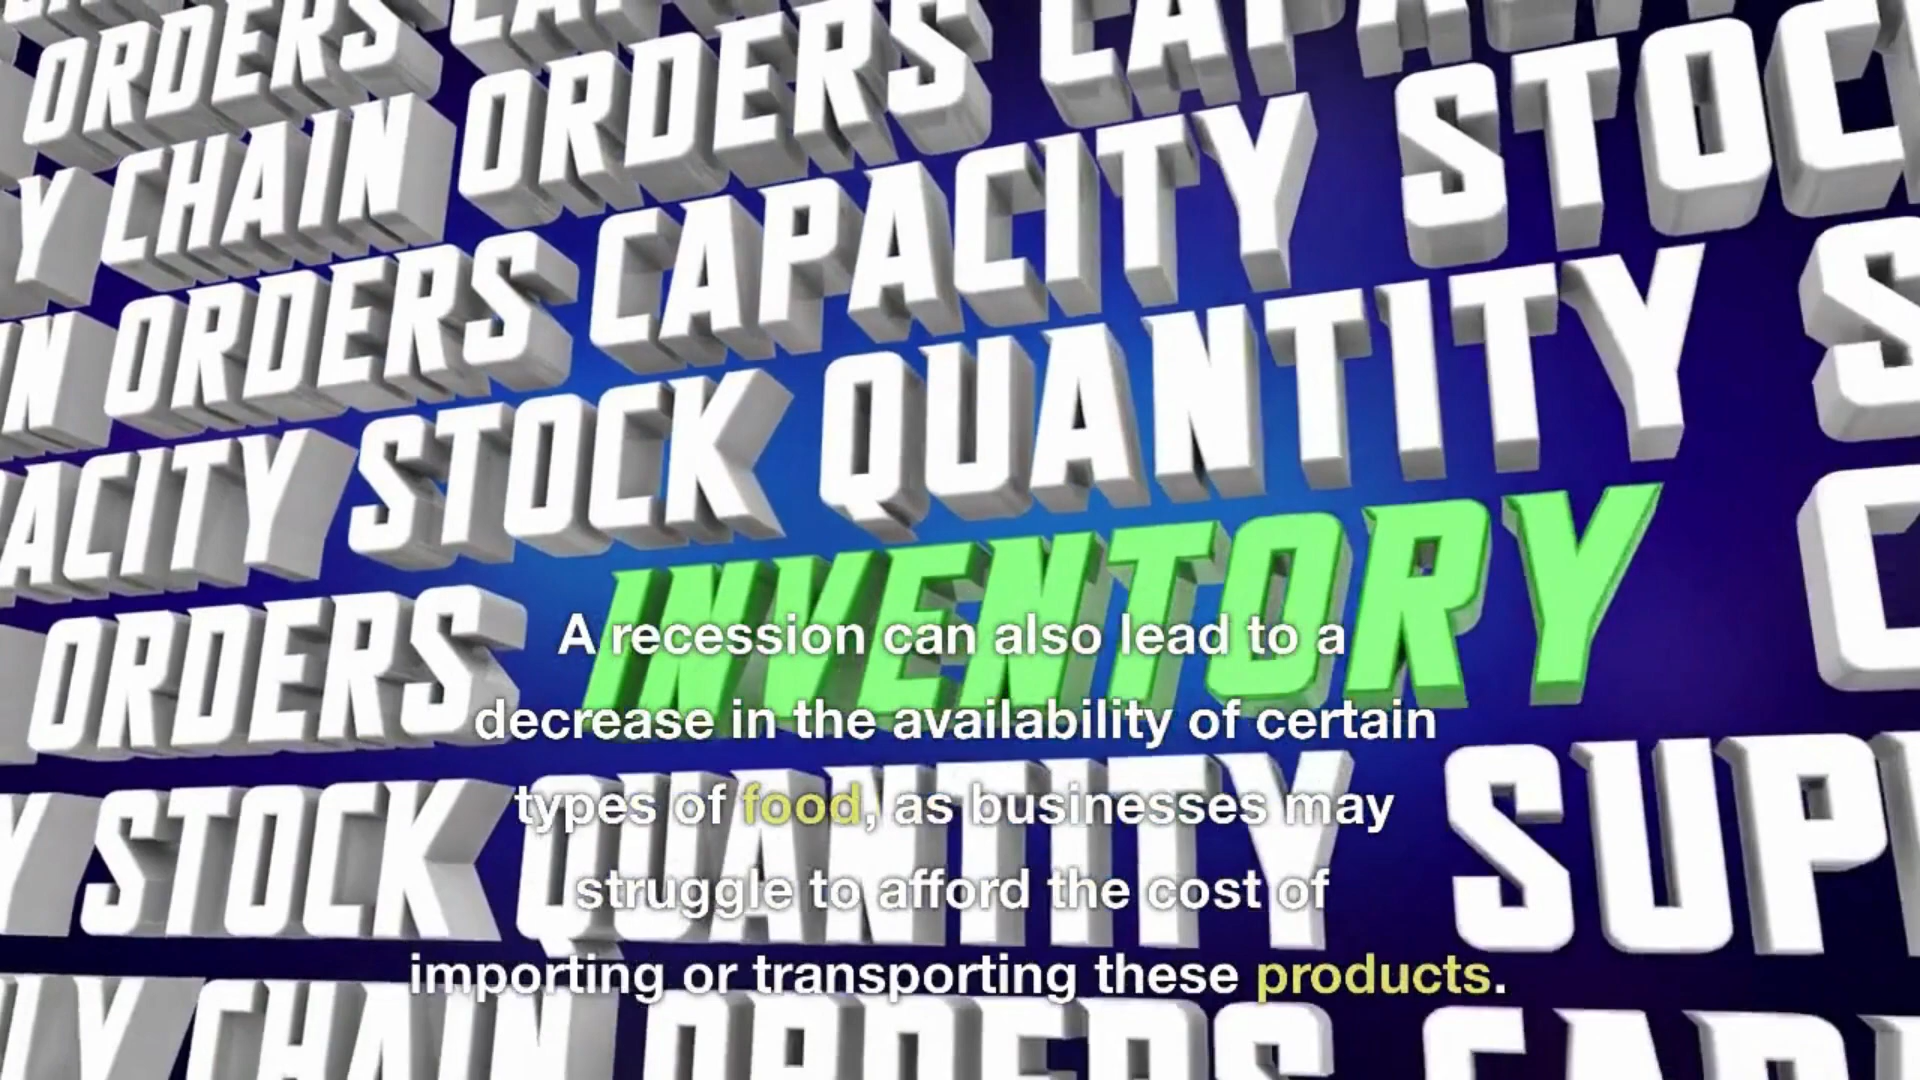 ORDERS
CHAIN ORDERS
ORDERS CAPACITY STOC
STOCK QUANTITY
ORDERS INVENTORY
STOCK QUANTITY SUP
CHAIN ORDERS
A recession can also lead to a
decrease in the availability of certain
types of food, as businesses may
struggle to afford the cost of
importing or transporting these products.